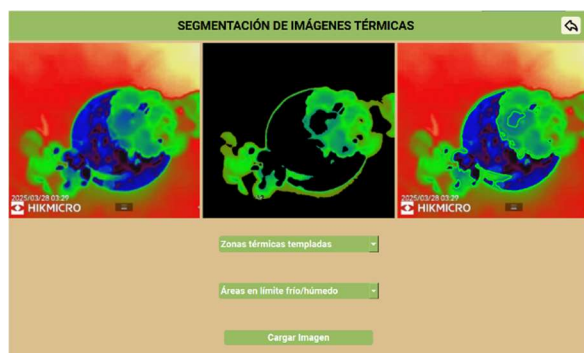 SEGMENTACIÓN DE IMÁGENES TÉRMICAS
2025/03/28 03:29
HIKMICRO
2025/03/28 03:29
HIKMICRO
Zonas térmicas templadas
Áreas en límite frío/húmedo
Cargar Imagen